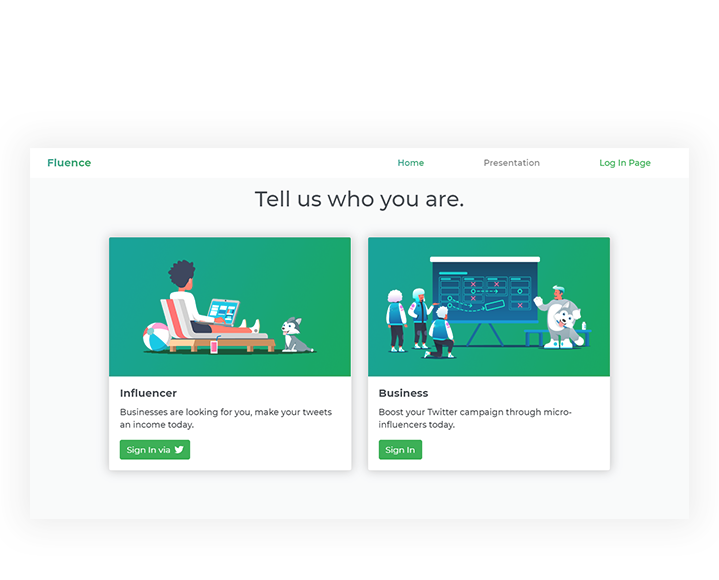 Fluence
Home
Presentation
Log In Page
Tell us who you are.
Influencer
Businesses are looking for you, make your tweets
an income today.
Sign In via
Business
Boost your Twitter campaign through micro-
influencers today.
Sign In